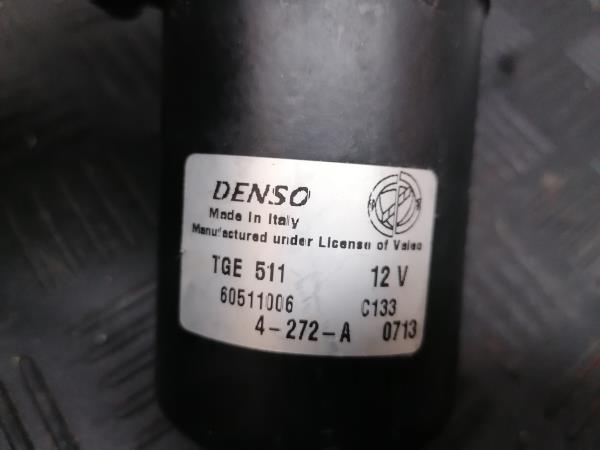 DENSO
Made in Italy
Manufactured under License of Valeo
TGE 511 12 V
60511006 C133
4-272-A 0713